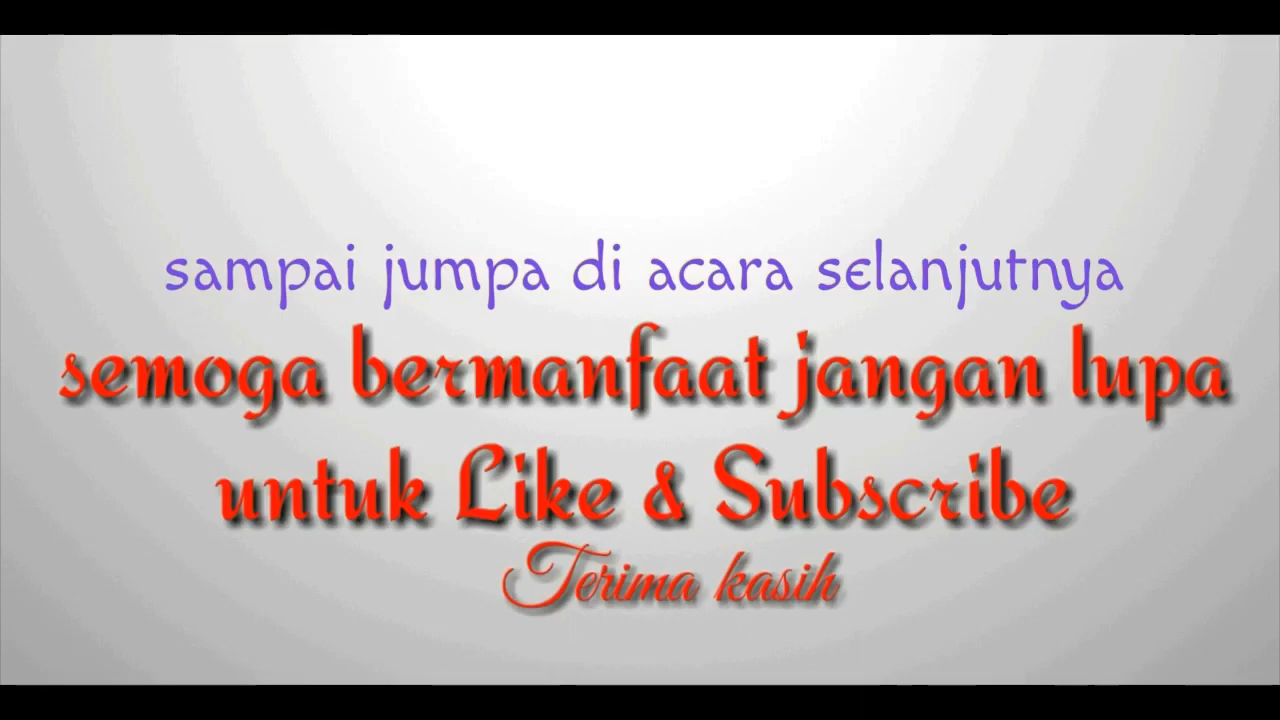 sampai jumpa di acara selanjutnya
semoga bermanfaat jangan lupa
untuk Like & Subscribe
Terima kasih